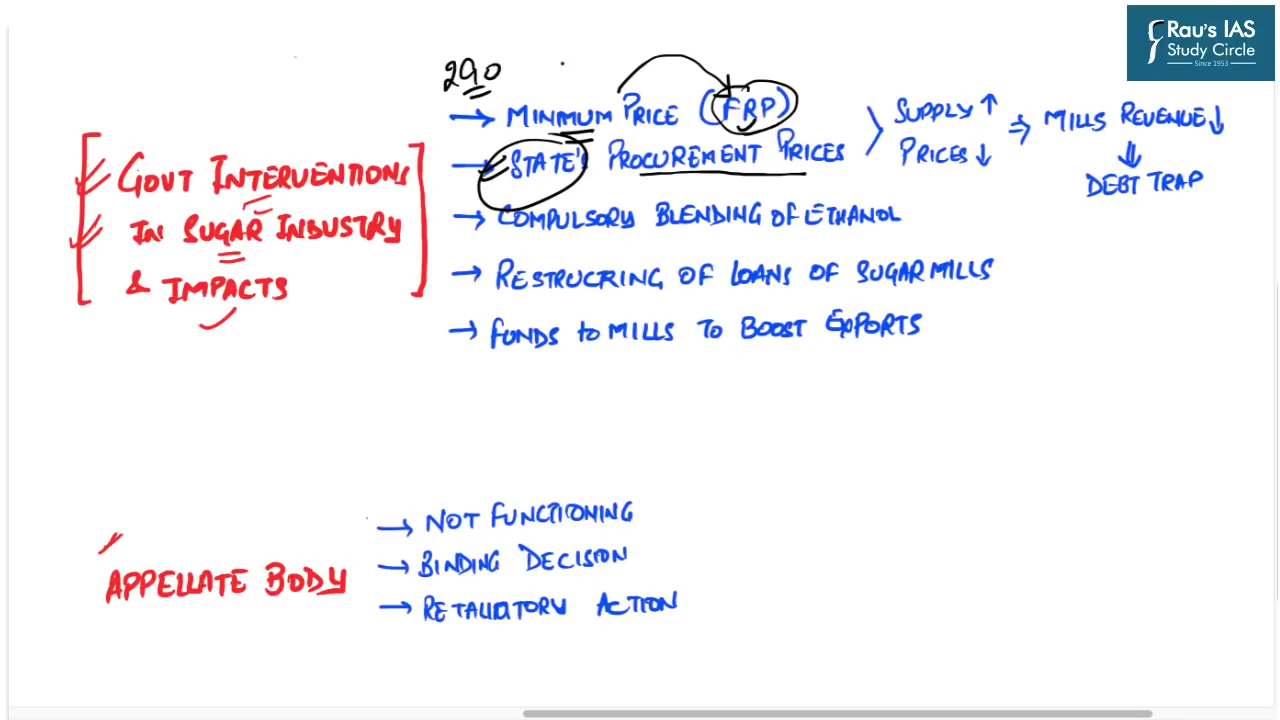 Rau's IAS
Study Circle
Since 1953
290
→ MINIMUM PRICE (FRP)
→ STATE'S PROCUREMENT PRICES
SUPPLY ↑
PRICES ↓
⇒ MILLS REVENUE ↓
⇓
DEBT TRAP
GOVT INTERVENTIONS
IN SUGAR INDUSTRY
& IMPACTS
→ COMPULSORY BLENDING OF ETHANOL
→ RESTRUCRING OF LOANS OF SUGAR MILLS
→ FUNDS to MILLS TO BOOST EXPORTS
APPELLATE BODY
→ NOT FUNCTIONING
→ BINDING DECISION
→ RETALIATORY ACTION